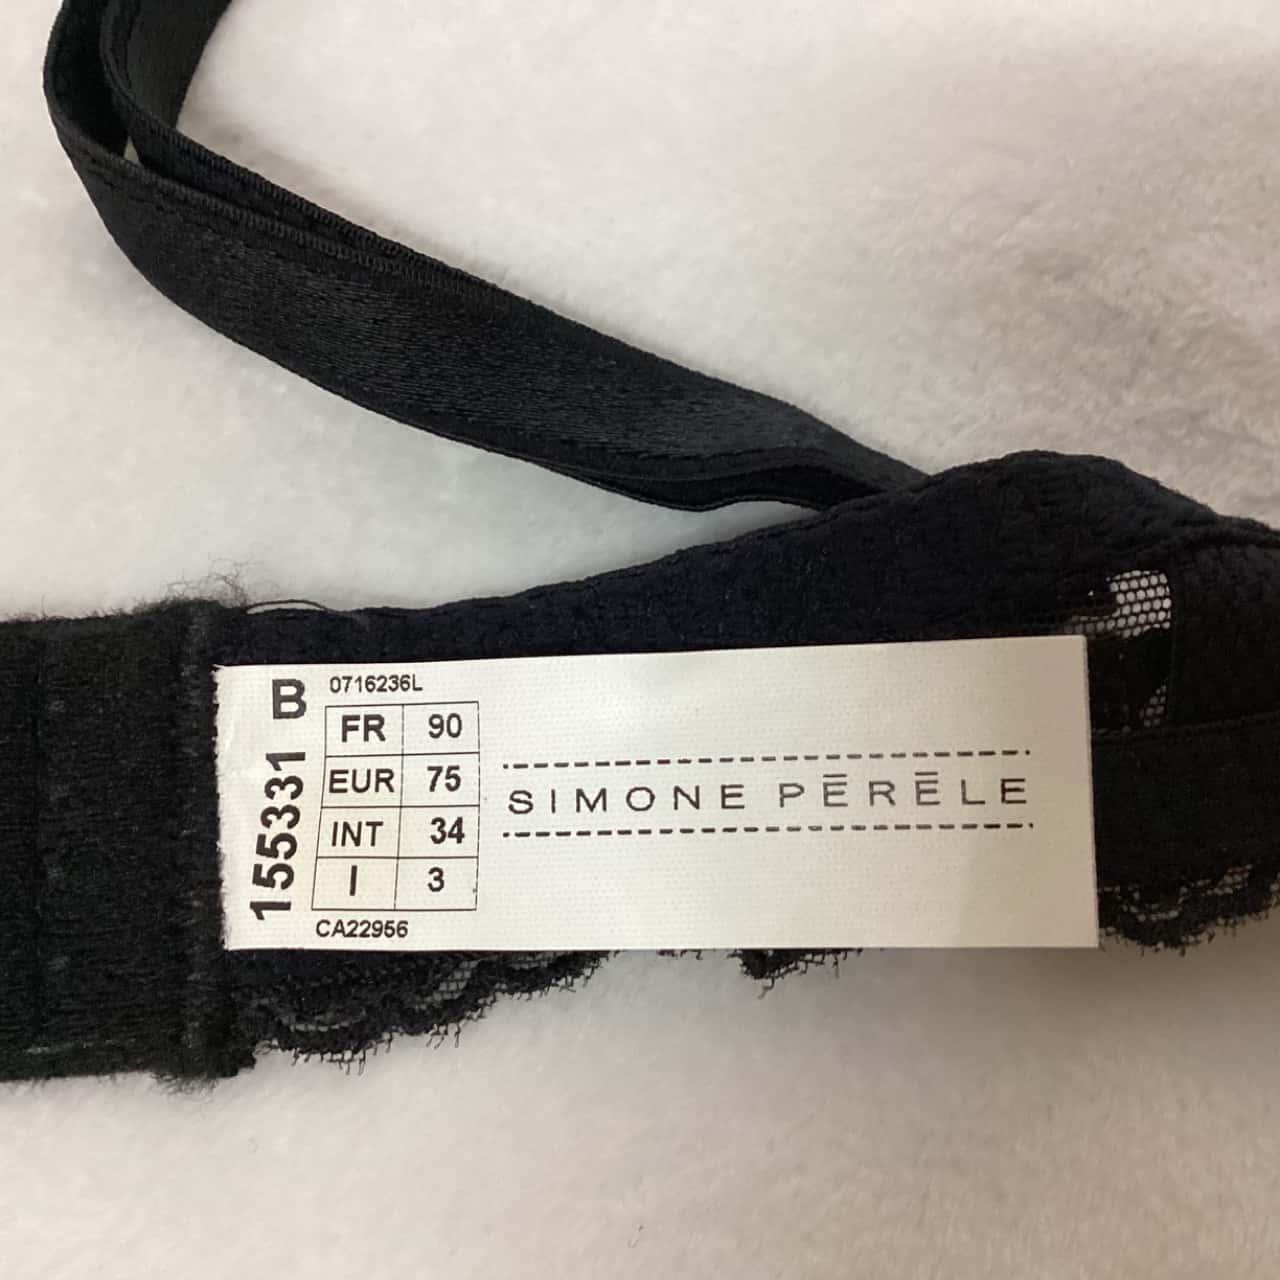 B 0716236L
155331
FR 90
EUR 75
INT 34
I 3
CA22956
SIMONE PĒRĒLE